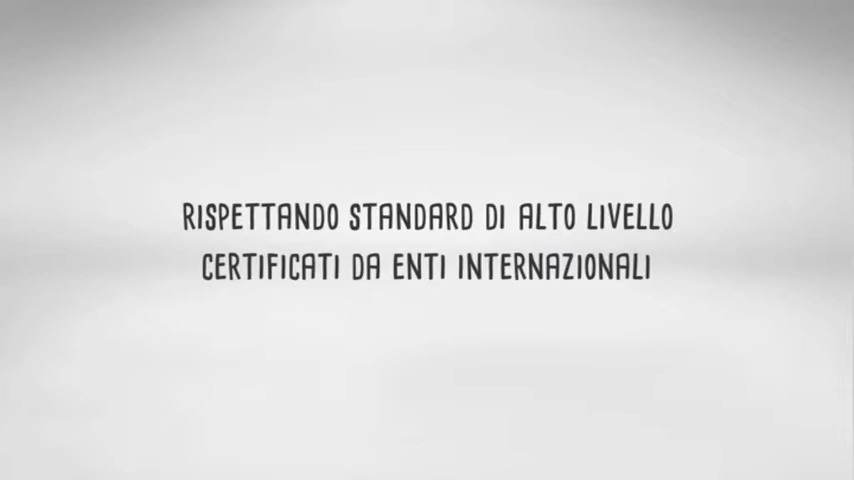 RISPETTANDO STANDARD DI ALTO LIVELLO
CERTIFICATI DA ENTI INTERNAZIONALI